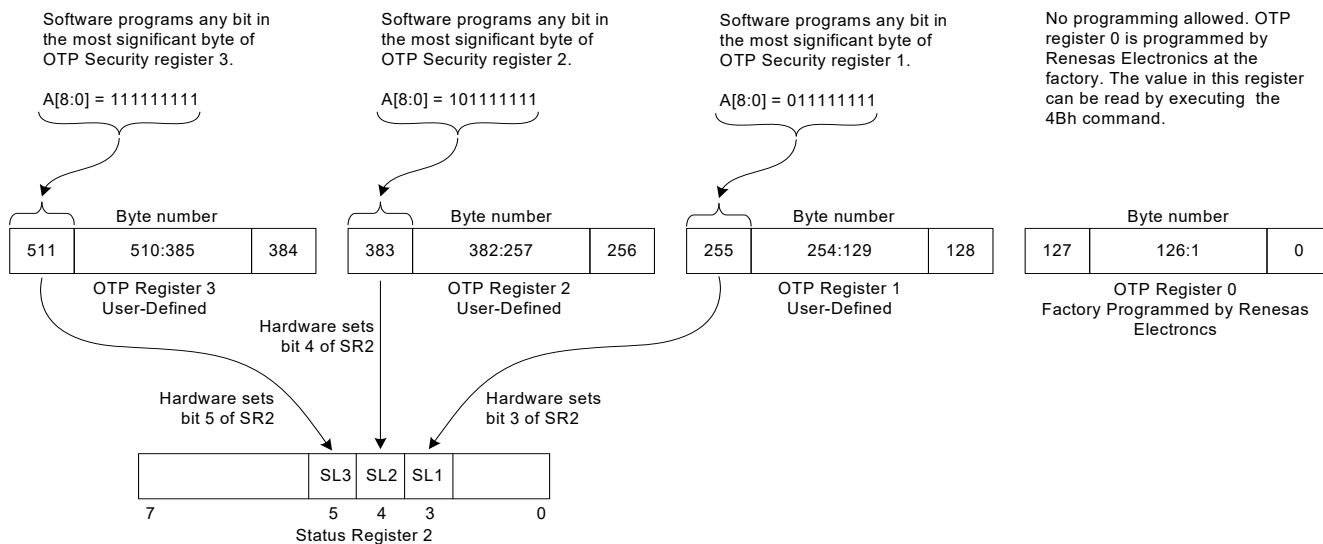 Software programs any bit in
the most significant byte of
OTP Security register 3.
A[8:0] = 111111111
Software programs any bit in
the most significant byte of
OTP Security register 2.
A[8:0] = 101111111
Software programs any bit in
the most significant byte of
OTP Security register 1.
A[8:0] = 011111111
No programming allowed. OTP
register 0 is programmed by
Renesas Electronics at the
factory. The value in this register
can be read by executing the
4Bh command.
Byte number
511 510:385 384
OTP Register 3
User-Defined
Byte number
383 382:257 256
OTP Register 2
User-Defined
Byte number
255 254:129 128
OTP Register 1
User-Defined
Byte number
127 126:1 0
OTP Register 0
Factory Programmed by Renesas
Electroncs
Hardware sets
bit 5 of SR2
Hardware sets
bit 4 of SR2
Hardware sets
bit 3 of SR2
SL3 SL2 SL1
7 5 4 3 0
Status Register 2